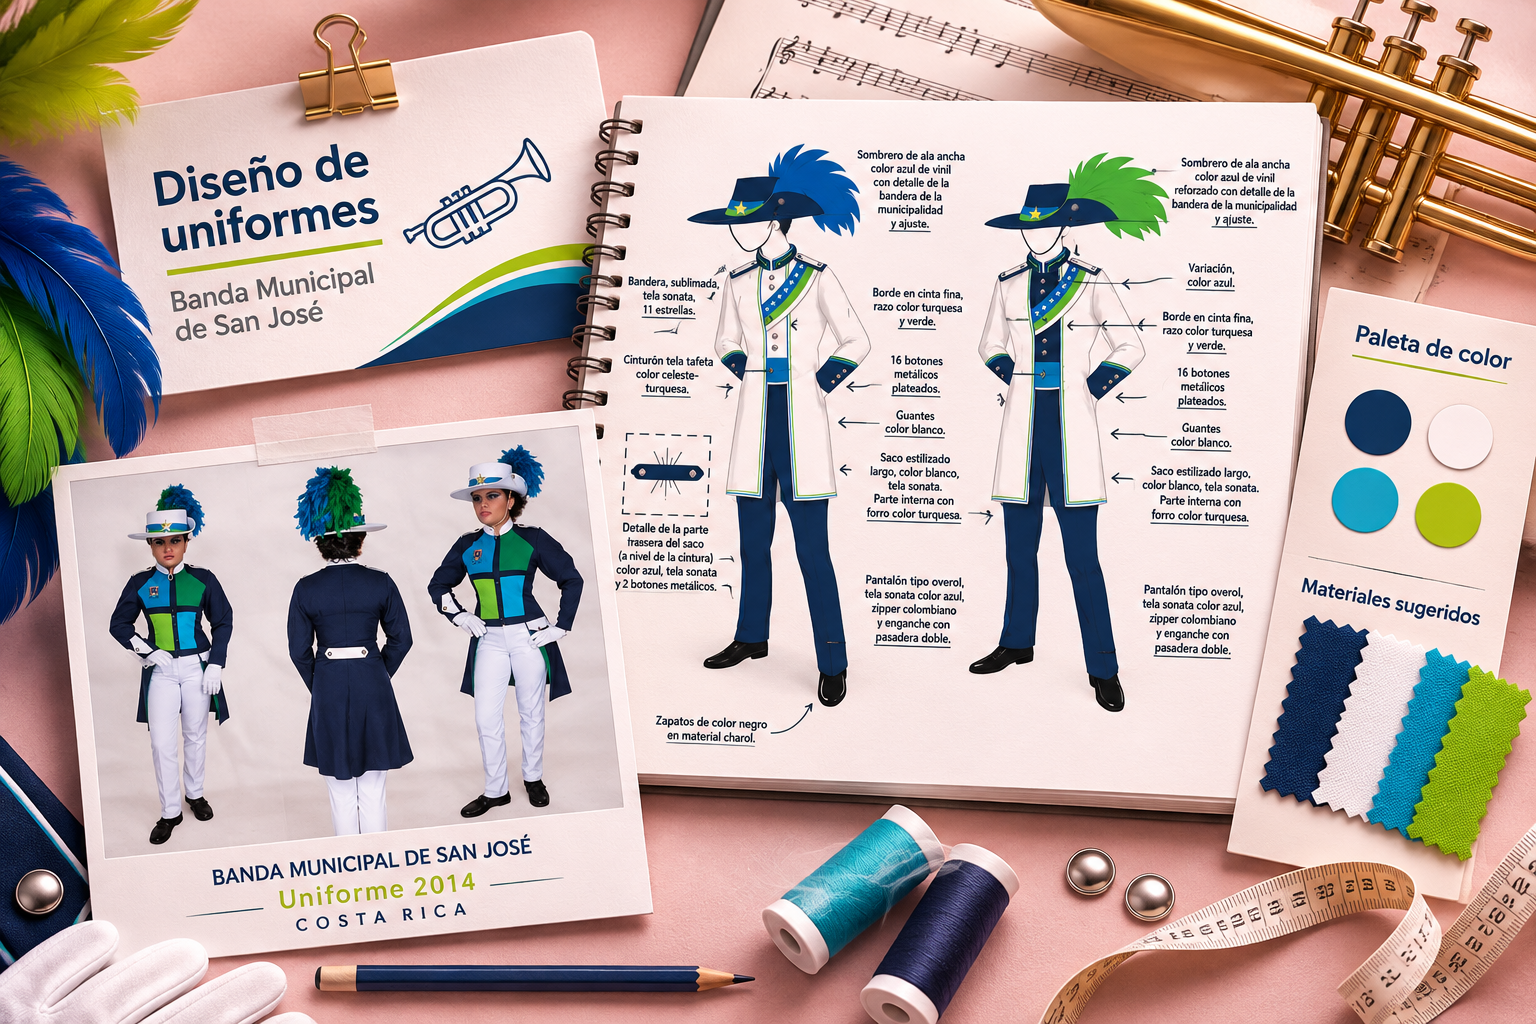 Diseño de
uniformes
Banda Municipal
de San José
Sombrero de ala ancha
color azul de vinil
con detalle de la
bandera de la
municipalidad
y ajuste.
Bandera, sublimada,
tela sonata,
11 estrellas.
Borde en cinta fina,
razo color turquesa
y verde.
Cinturón tela tafeta
color celeste-
turquesa.
16 botones
metálicos
plateados.
Guantes
color blanco.
Saco estilizado
largo, color blanco,
tela sonata.
Parte interna con
forro color turquesa.
Detalle de la parte
trasera del saco
(a nivel de la cintura)
color azul, tela sonata
y 2 botones metálicos.
Pantalón tipo overol,
tela sonata color azul,
zipper colombiano
y enganche con
pasadera doble.
Zapatos de color negro
en material charol.
Sombrero de ala ancha
color azul de vinil
reforzado con detalle de la
bandera de la municipalidad
y ajuste.
Variación,
color azul.
Borde en cinta fina,
razo color turquesa
y verde.
16 botones
metálicos
plateados.
Guantes
color blanco.
Saco estilizado largo,
color blanco, tela sonata.
Parte interna con
forro color turquesa.
Pantalón tipo overol,
tela sonata color azul,
zipper colombiano
y enganche con
pasadera doble.
Paleta de color
Materiales sugeridos
BANDA MUNICIPAL DE SAN JOSÉ
Uniforme 2014
COSTA RICA